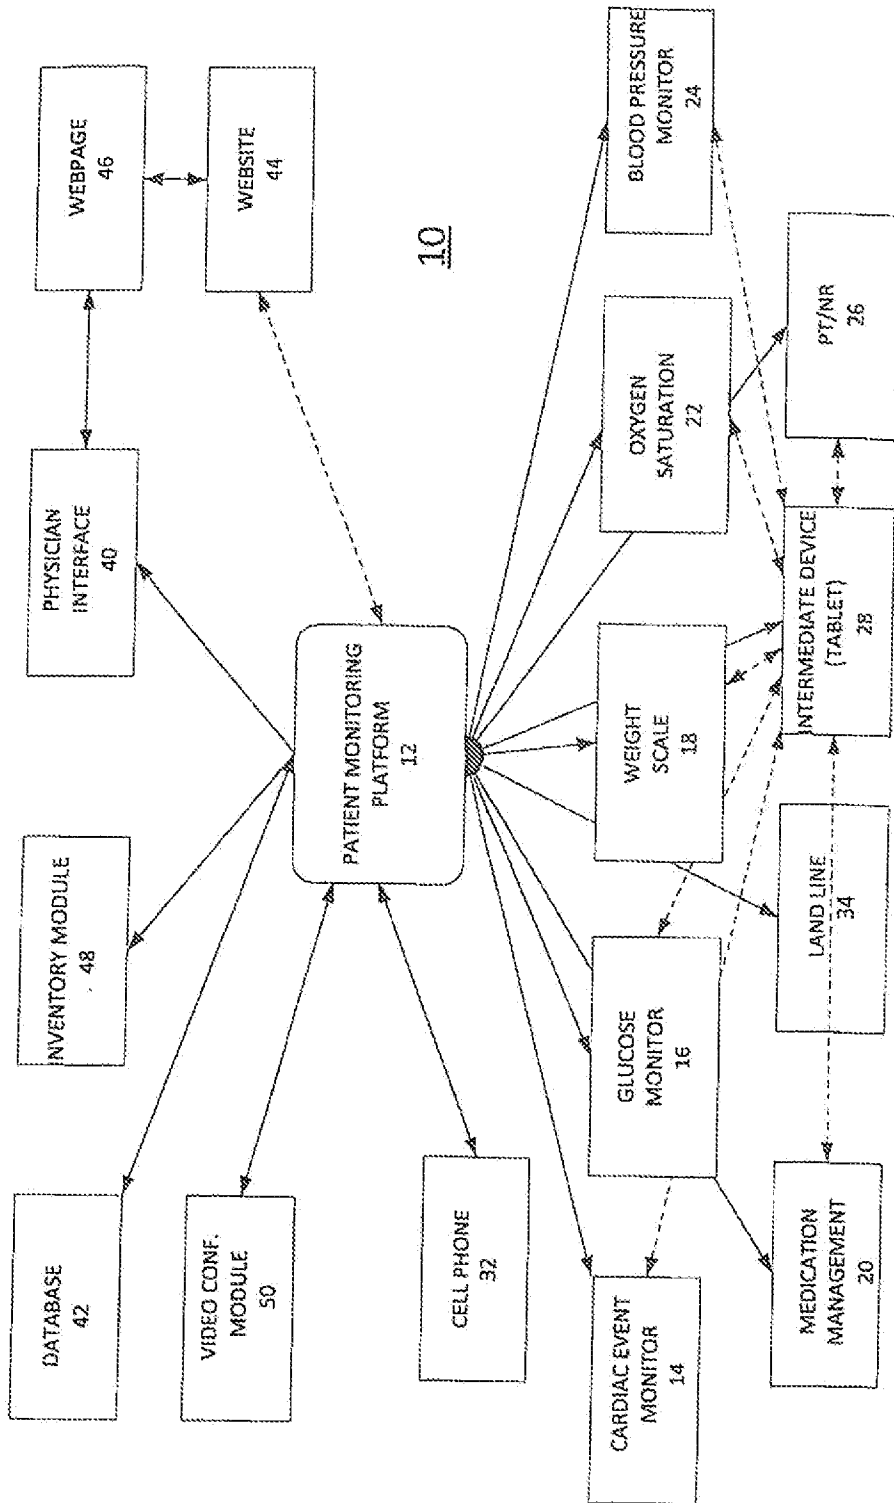 DATABASE
42
INVENTORY MODULE
48
PHYSICIAN
INTERFACE
40
WEBPAGE
46
VIDEO CONF.
MODULE
50
WEBSITE
44
PATIENT MONITORING
PLATFORM
12
10
CELL PHONE
32
CARDIAC EVENT
MONITOR
14
GLUCOSE
MONITOR
16
WEIGHT
SCALE
18
OXYGEN
SATURATION
22
BLOOD PRESSURE
MONITOR
24
MEDICATION
MANAGEMENT
20
LAND LINE
34
INTERMEDIATE DEVICE
(TABLET)
28
PT/NR
26